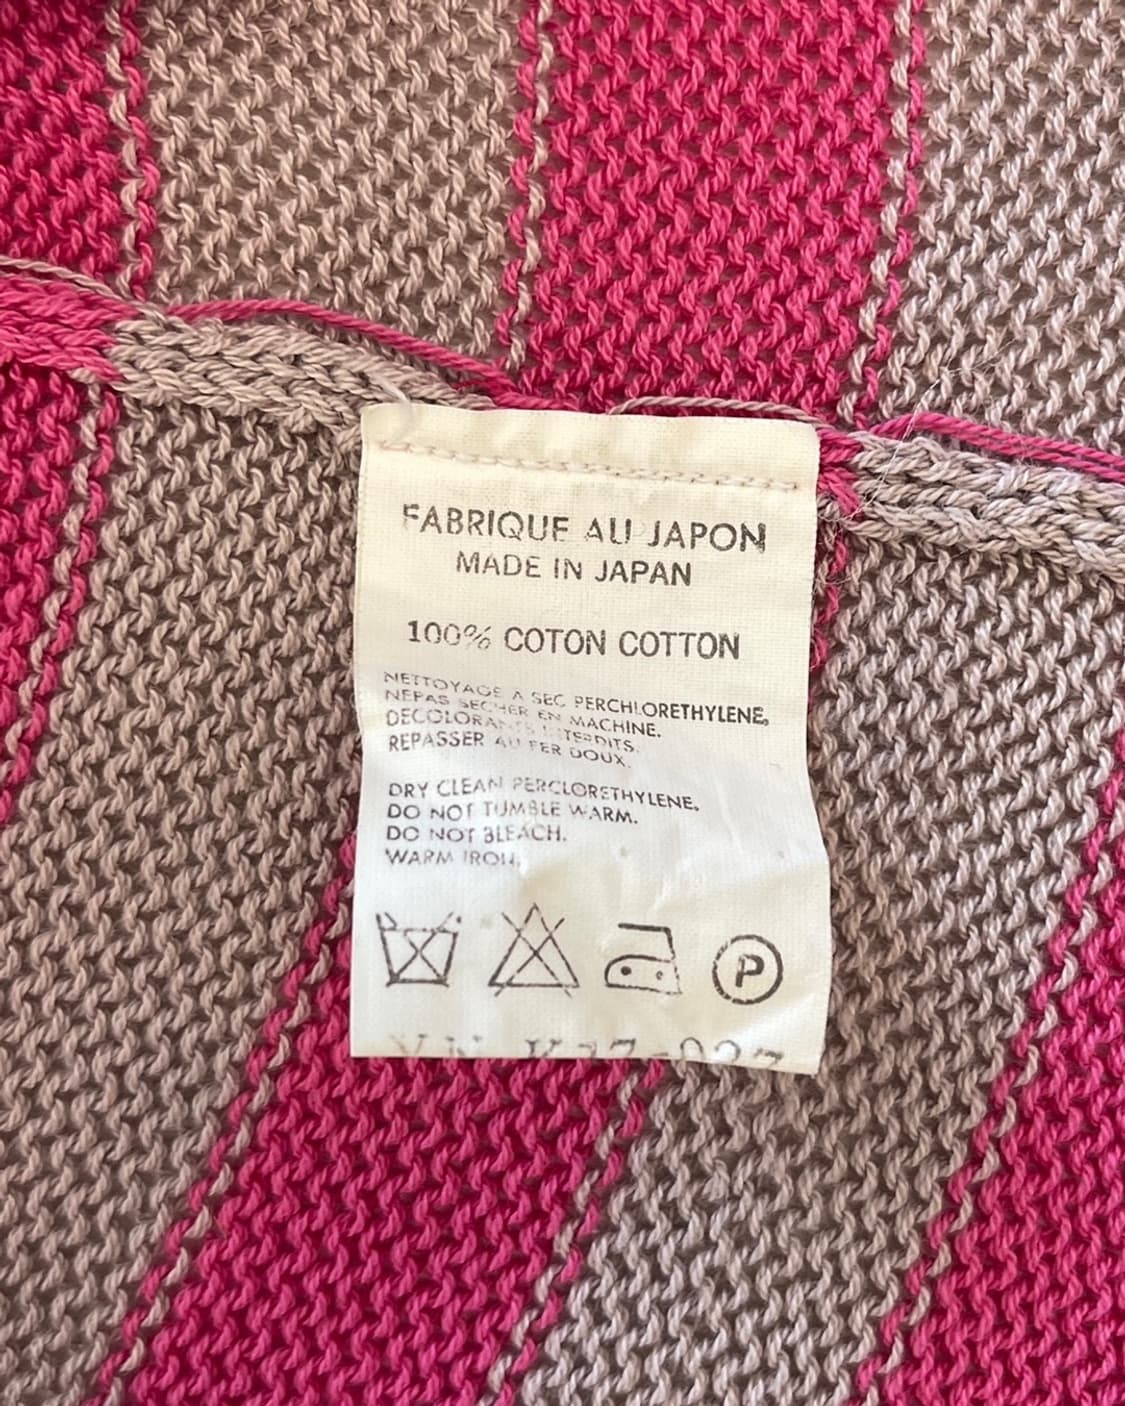 FABRIQUE AU JAPON
MADE IN JAPAN
100% COTON COTTON
NETTOYAGE A SEC PERCHLORETHYLENE,
NEPAS SECHER EN MACHINE.
DECOLORANTS INTERDITS.
REPASSER AU FER DOUX.
DRY CLEAN PERCLORETHYLENE.
DO NOT TUMBLE WARM.
DO NOT BLEACH.
WARM IRON.
P